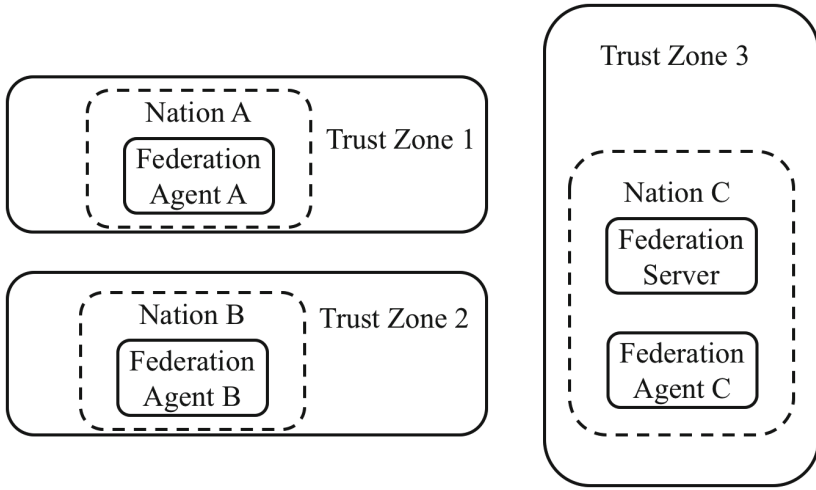 Nation A
Federation
Agent A
Trust Zone 1
Nation B
Federation
Agent B
Trust Zone 2
Trust Zone 3
Nation C
Federation
Server
Federation
Agent C